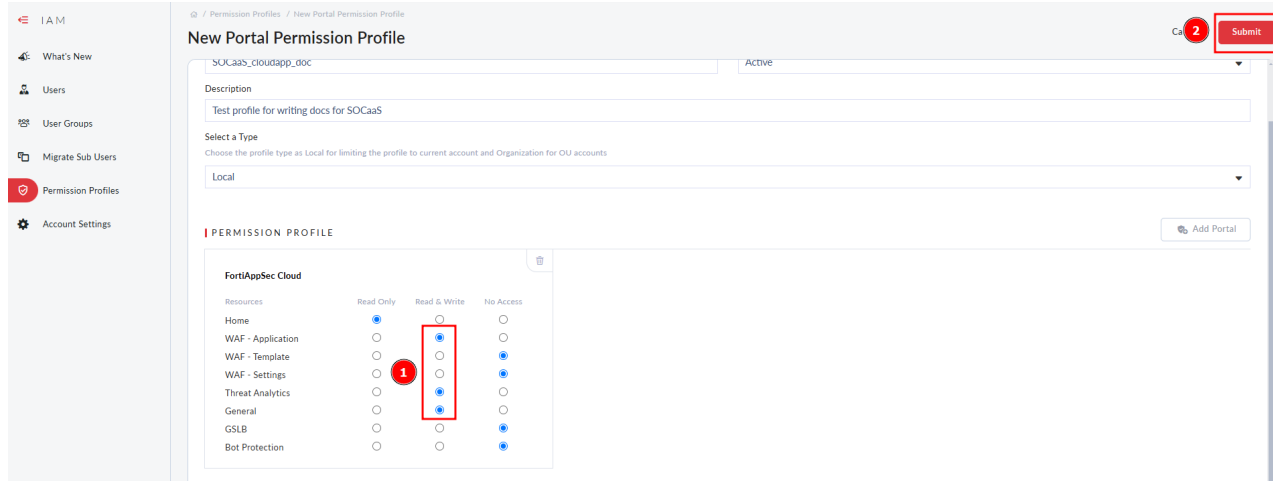 IAM
What's New
Users
User Groups
Migrate Sub Users
Permission Profiles
Account Settings
/ Permission Profiles / New Portal Permission Profile
New Portal Permission Profile
Ca
2
Submit
SOCaaS_cloudapp_doc
Active
Description
Test profile for writing docs for SOCaaS
Select a Type
Choose the profile type as Local for limiting the profile to current account and Organization for OU accounts
Local
PERMISSION PROFILE
Add Portal
FortiAppSec Cloud
Resources Read Only Read & Write No Access
Home
WAF - Application
WAF - Template
WAF - Settings
1
Threat Analytics
General
GSLB
Bot Protection